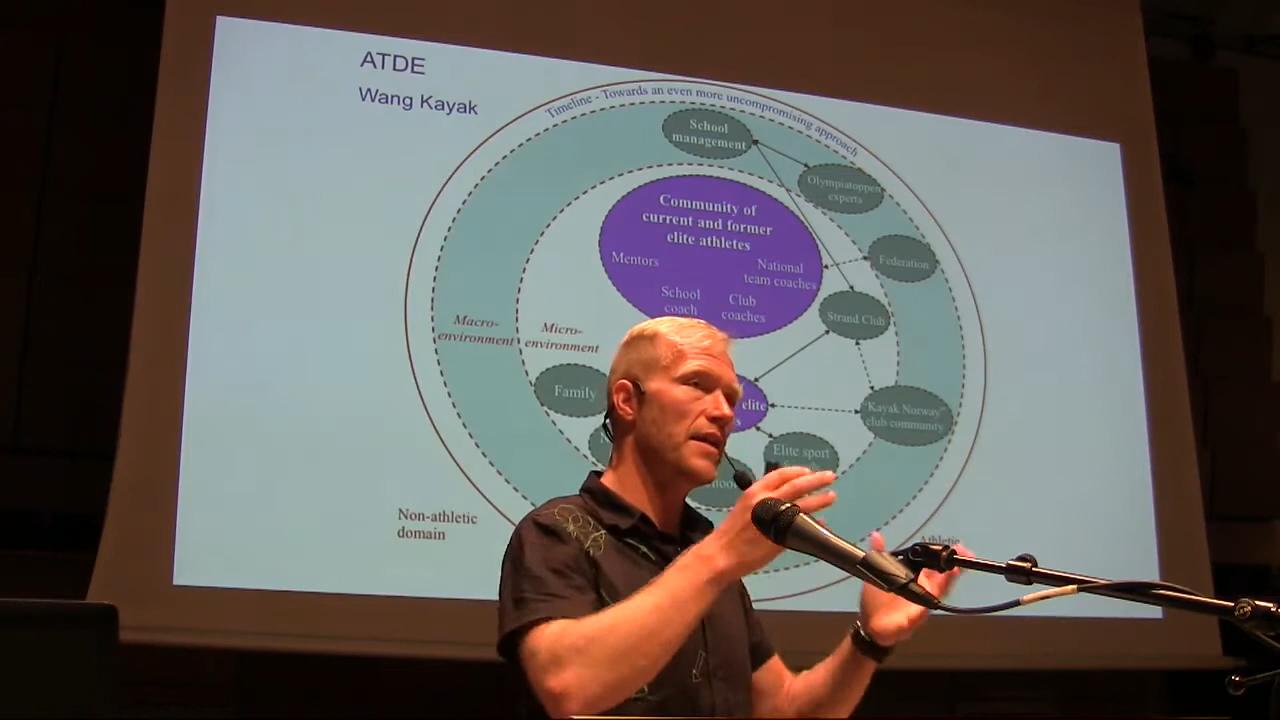 ATDE
Wang Kayak
Timeline - Towards an even more uncompromising approach
School
management
Olympiatoppen
experts
Community of
current and former
elite athletes
Mentors
National
team coaches
School
coach
Club
coaches
Federation
Strand Club
Macro-
environment
Micro-
environment
Family
elite
"Kayak Norway"
club community
Elite sport
Non-athletic
domain
Athletic